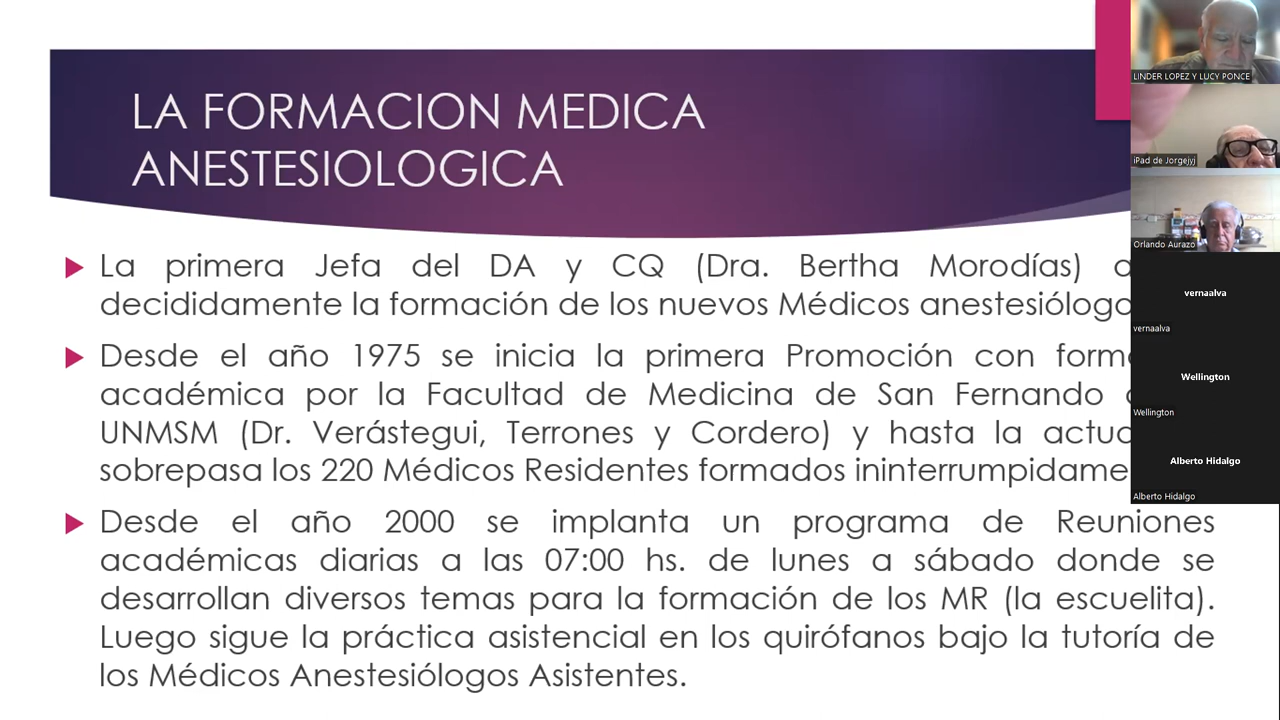 LA FORMACION MEDICA
ANESTESIOLOGICA
La primera Jefa del DA y CQ (Dra. Bertha Morodías)
decididamente la formación de los nuevos Médicos
Desde el año 1975 se inicia la primera Promoción con
académica por la Facultad de Medicina de San Fernando
UNMSM (Dr. Verástegui, Terrones y Cordero) y hasta la
sobrepasa los 220 Médicos Residentes formados
Desde el año 2000 se implanta un programa de Reuniones
académicas diarias a las 07:00 hs. de lunes a sábado donde se
desarrollan diversos temas para la formación de los MR (la escuelita).
Luego sigue la práctica asistencial en los quirófanos bajo la tutoría de
los Médicos Anestesiólogos Asistentes.
LINDER LOPEZ Y LUCY PONCE
iPad de Jorgejyj
Orlando Aurazo
vernaalva
vernaalva
Wellington
Wellington
Alberto Hidalgo
Alberto Hidalgo